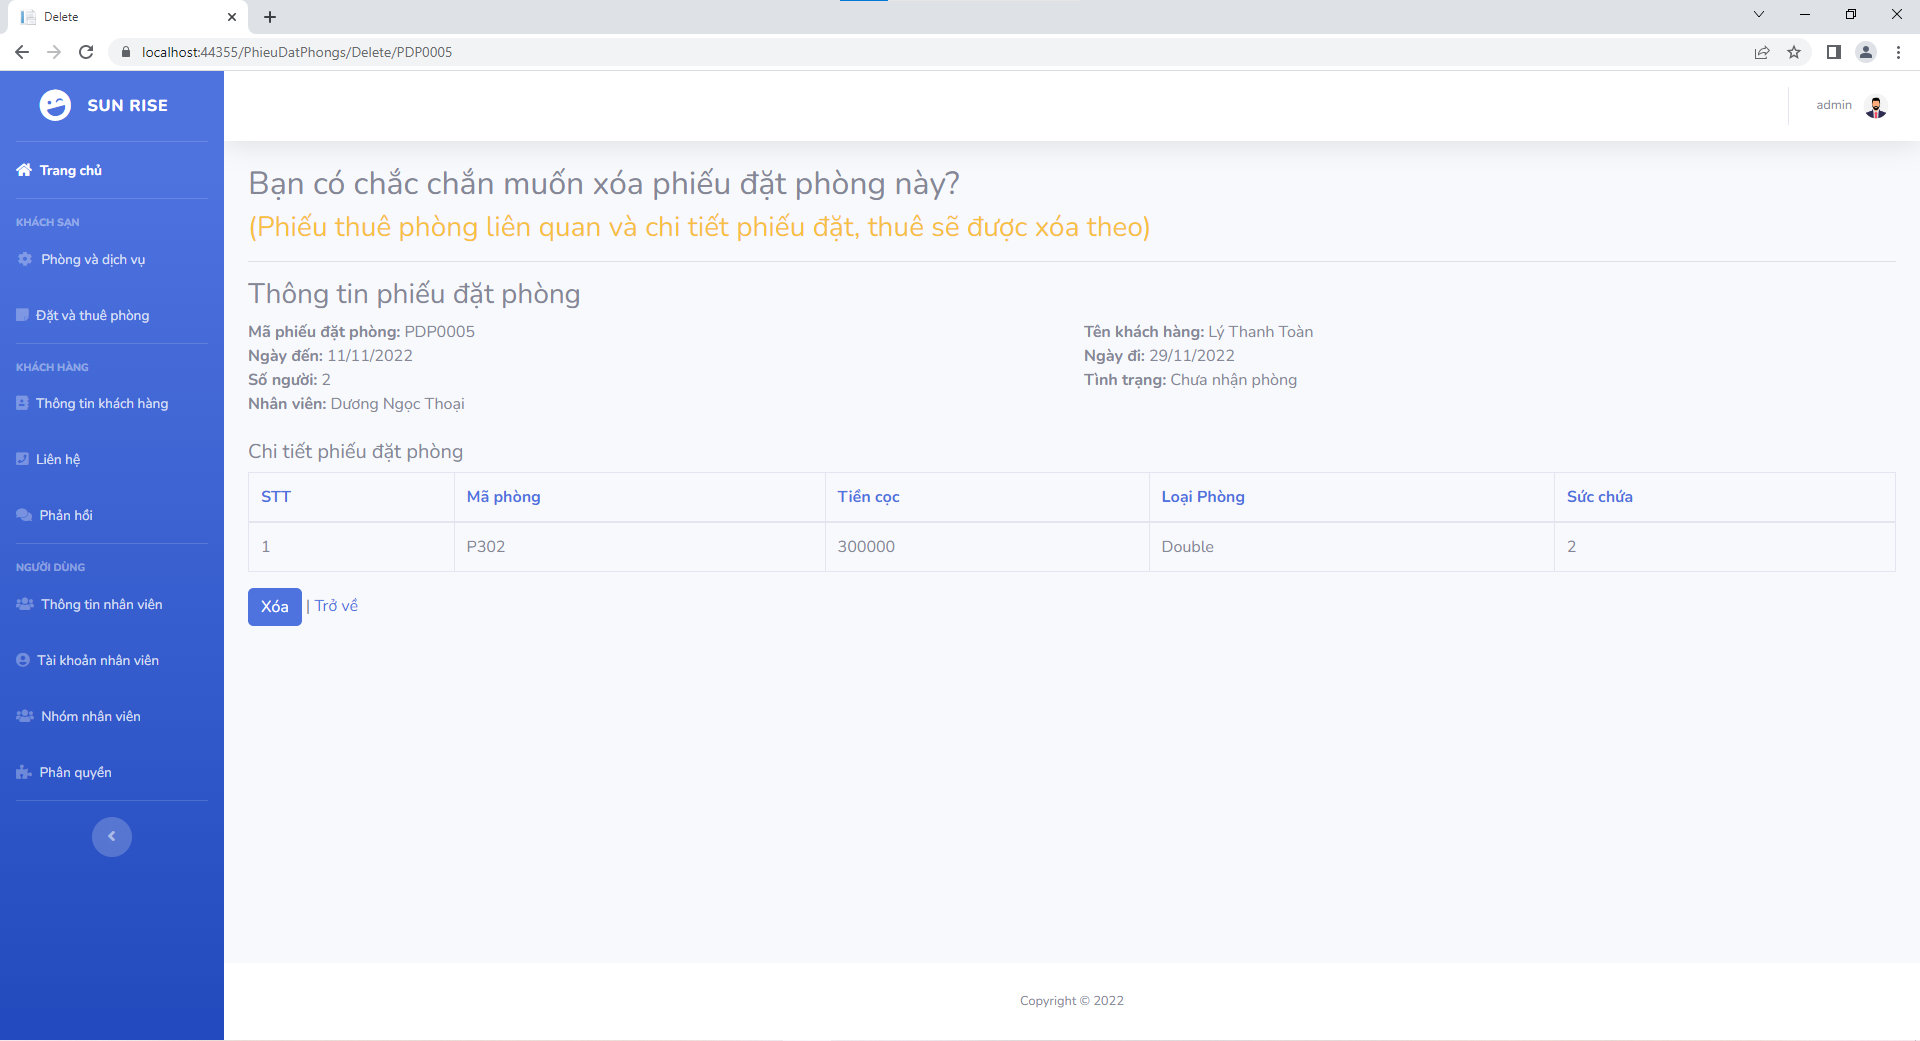 Delete
localhost:44355/PhieuDatPhongs/Delete/PDP0005
SUN RISE
admin
Trang chủ
KHÁCH SẠN
Phòng và dịch vụ
Đặt và thuê phòng
KHÁCH HÀNG
Thông tin khách hàng
Liên hệ
Phản hồi
NGƯỜI DÙNG
Thông tin nhân viên
Tài khoản nhân viên
Nhóm nhân viên
Phân quyền
Bạn có chắc chắn muốn xóa phiếu đặt phòng này?
(Phiếu thuê phòng liên quan và chi tiết phiếu đặt, thuê sẽ được xóa theo)
Thông tin phiếu đặt phòng
Mã phiếu đặt phòng: PDP0005
Tên khách hàng: Lý Thanh Toàn
Ngày đến: 11/11/2022
Ngày đi: 29/11/2022
Số người: 2
Tình trạng: Chưa nhận phòng
Nhân viên: Dương Ngọc Thoại
Chi tiết phiếu đặt phòng
STT Mã phòng Tiền cọc Loại Phòng Sức chứa
1 P302 300000 Double 2
Xóa | Trở về
Copyright © 2022